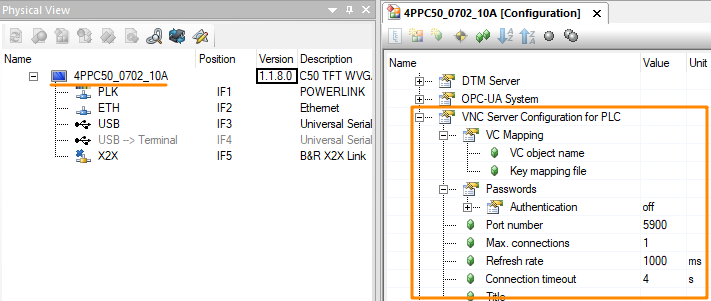 Physical View
Name Position Version Description
4PPC50_0702_10A 1.1.8.0 C50 TFT WVG.
PLK IF1 POWERLINK
ETH IF2 Ethernet
USB IF3 Universal Serial
USB --> Terminal IF4 Universal Serial
X2X IF5 B&R X2X Link
4PPC50_0702_10A [Configuration]
Name Value Unit
DTM Server
OPC-UA System
VNC Server Configuration for PLC
VC Mapping
VC object name
Key mapping file
Passwords
Authentication off
Port number 5900
Max. connections 1
Refresh rate 1000 ms
Connection timeout 4 s
Title